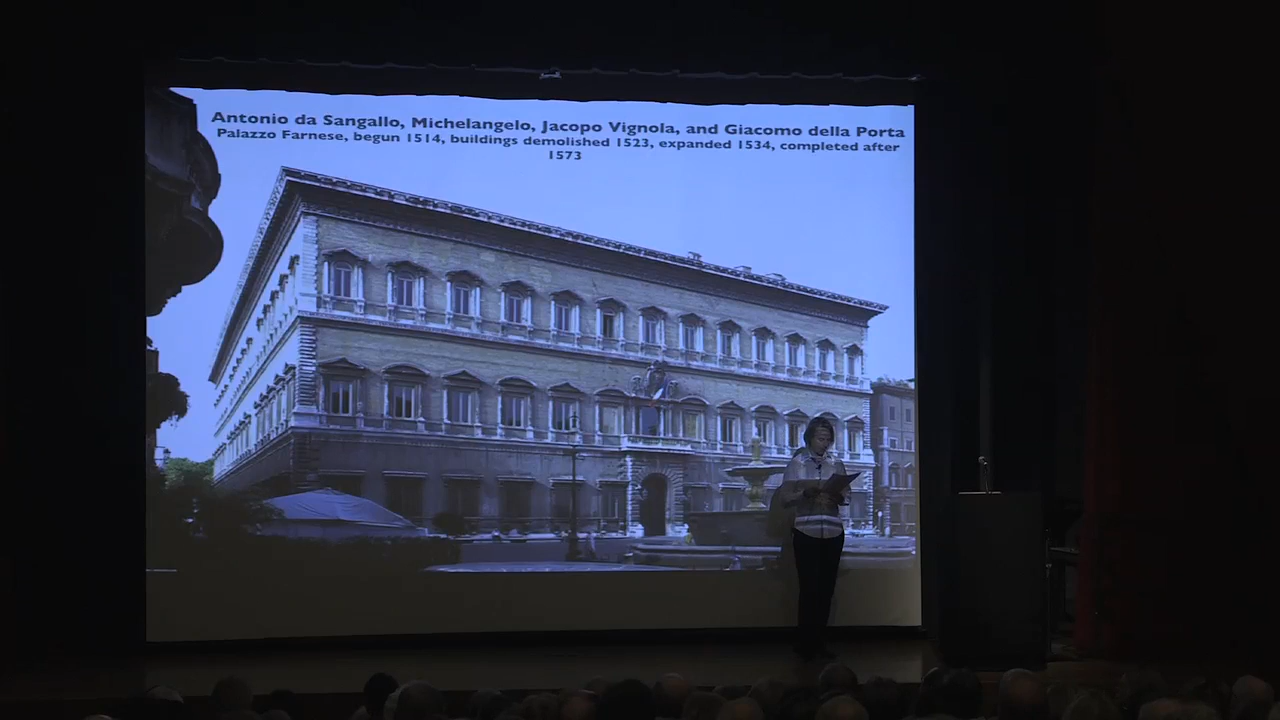 Antonio da Sangallo, Michelangelo, Jacopo Vignola, and Giacomo della Porta
Palazzo Farnese, begun 1514, buildings demolished 1523, expanded 1534, completed after
1573